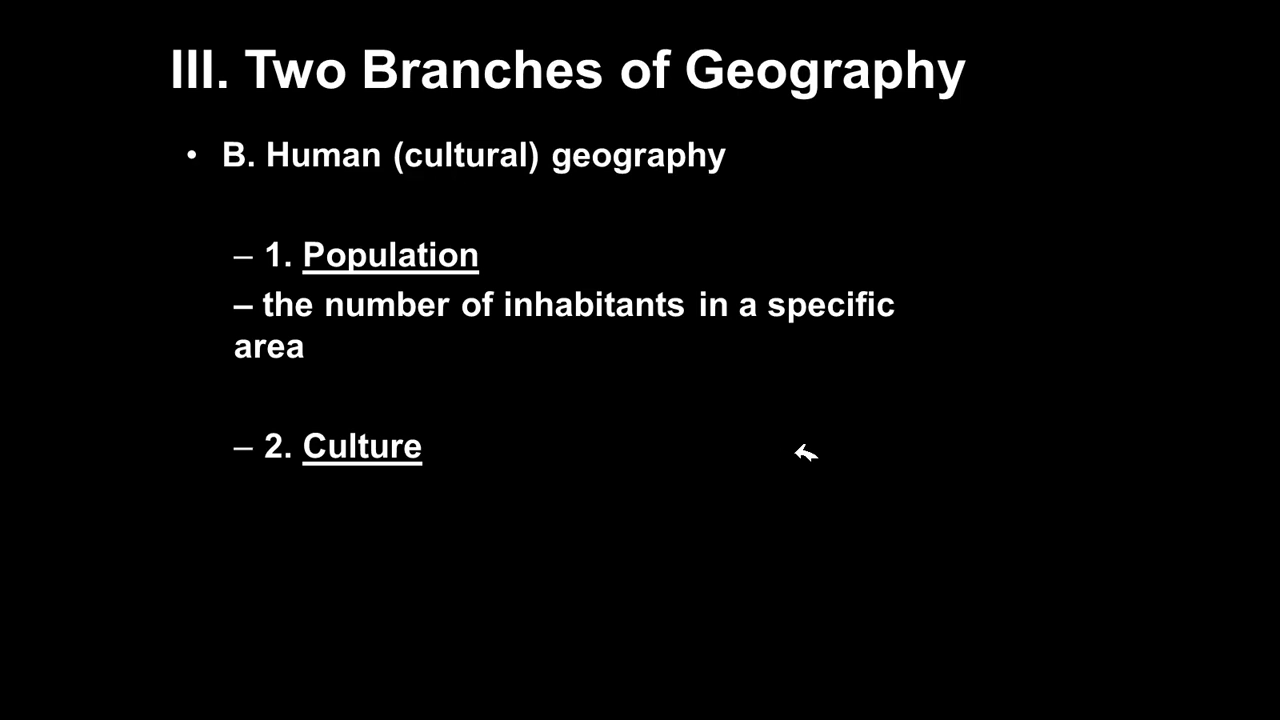 III. Two Branches of Geography
• B. Human (cultural) geography
– 1. Population
– the number of inhabitants in a specific
area
– 2. Culture